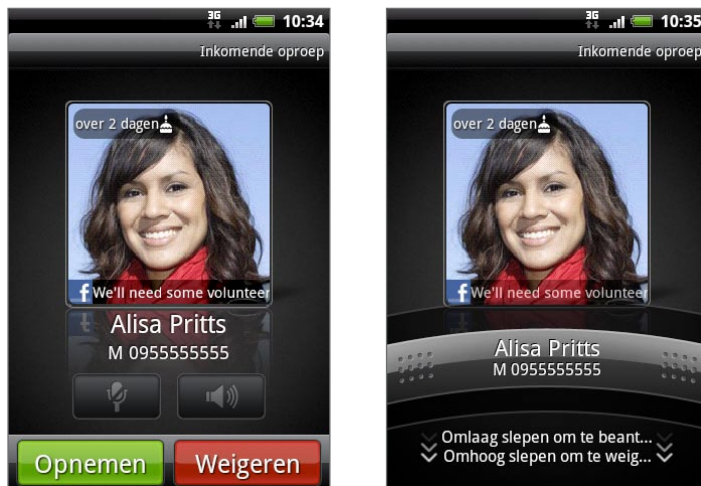 3G 10:34
Inkomende oproep
over 2 dagen
f We'll need some volunteer
Alisa Pritts
M 0955555555
Opnemen Weigeren
3G 10:35
Inkomende oproep
over 2 dagen
f We'll need some volunteer
Alisa Pritts
M 0955555555
Omlaag slepen om te beant...
Omhoog slepen om te weig...